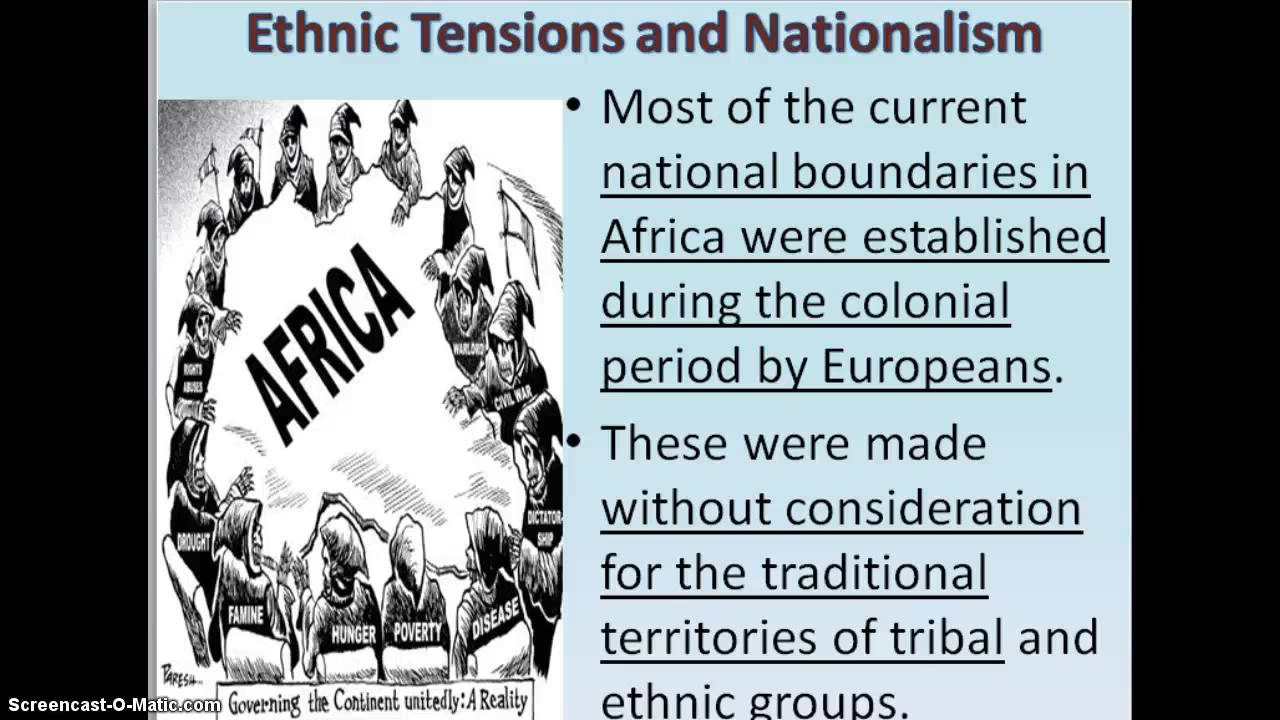 Ethnic Tensions and Nationalism
• Most of the current
national boundaries in
Africa were established
during the colonial
period by Europeans.
• These were made
without consideration
for the traditional
territories of tribal and
ethnic groups.
AFRICA
WARLORD
RIGHTS
ABUSES
CIVIL WAR
DICTATOR-
SHIP
DROUGHT
FAMINE
HUNGER
POVERTY
DISEASE
PARESH
Governing the Continent unitedly: A Reality
Screencast-O-Matic.com